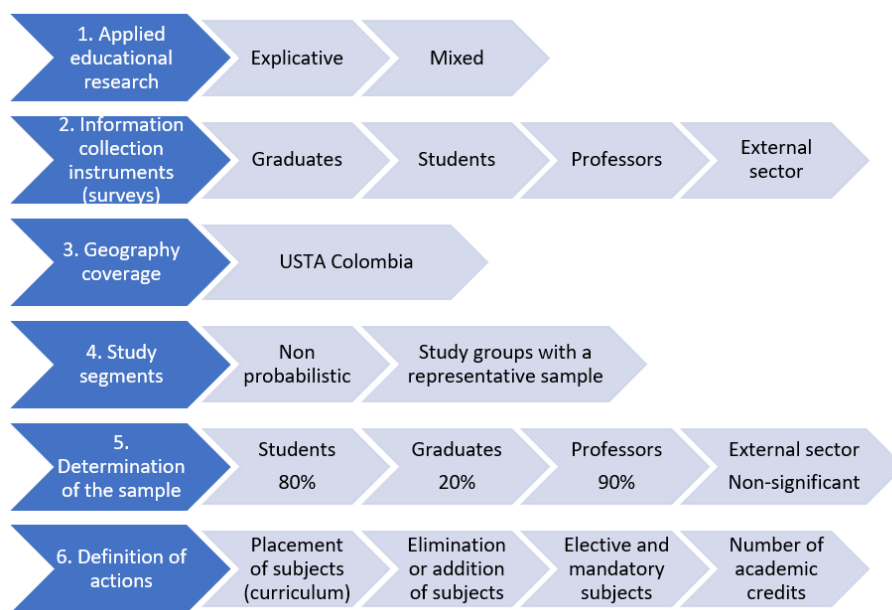 1. Applied
educational
research
Explicative
Mixed
2. Information
collection
instruments
(surveys)
Graduates
Students
Professors
External
sector
3. Geography
coverage
USTA Colombia
4. Study
segments
Non
probabilistic
Study groups with a
representative sample
5.
Determination
of the sample
Students
80%
Graduates
20%
Professors
90%
External sector
Non-significant
6. Definition of
actions
Placement
of subjects
(curriculum)
Elimination
or addition
of subjects
Elective and
mandatory
subjects
Number of
academic
credits